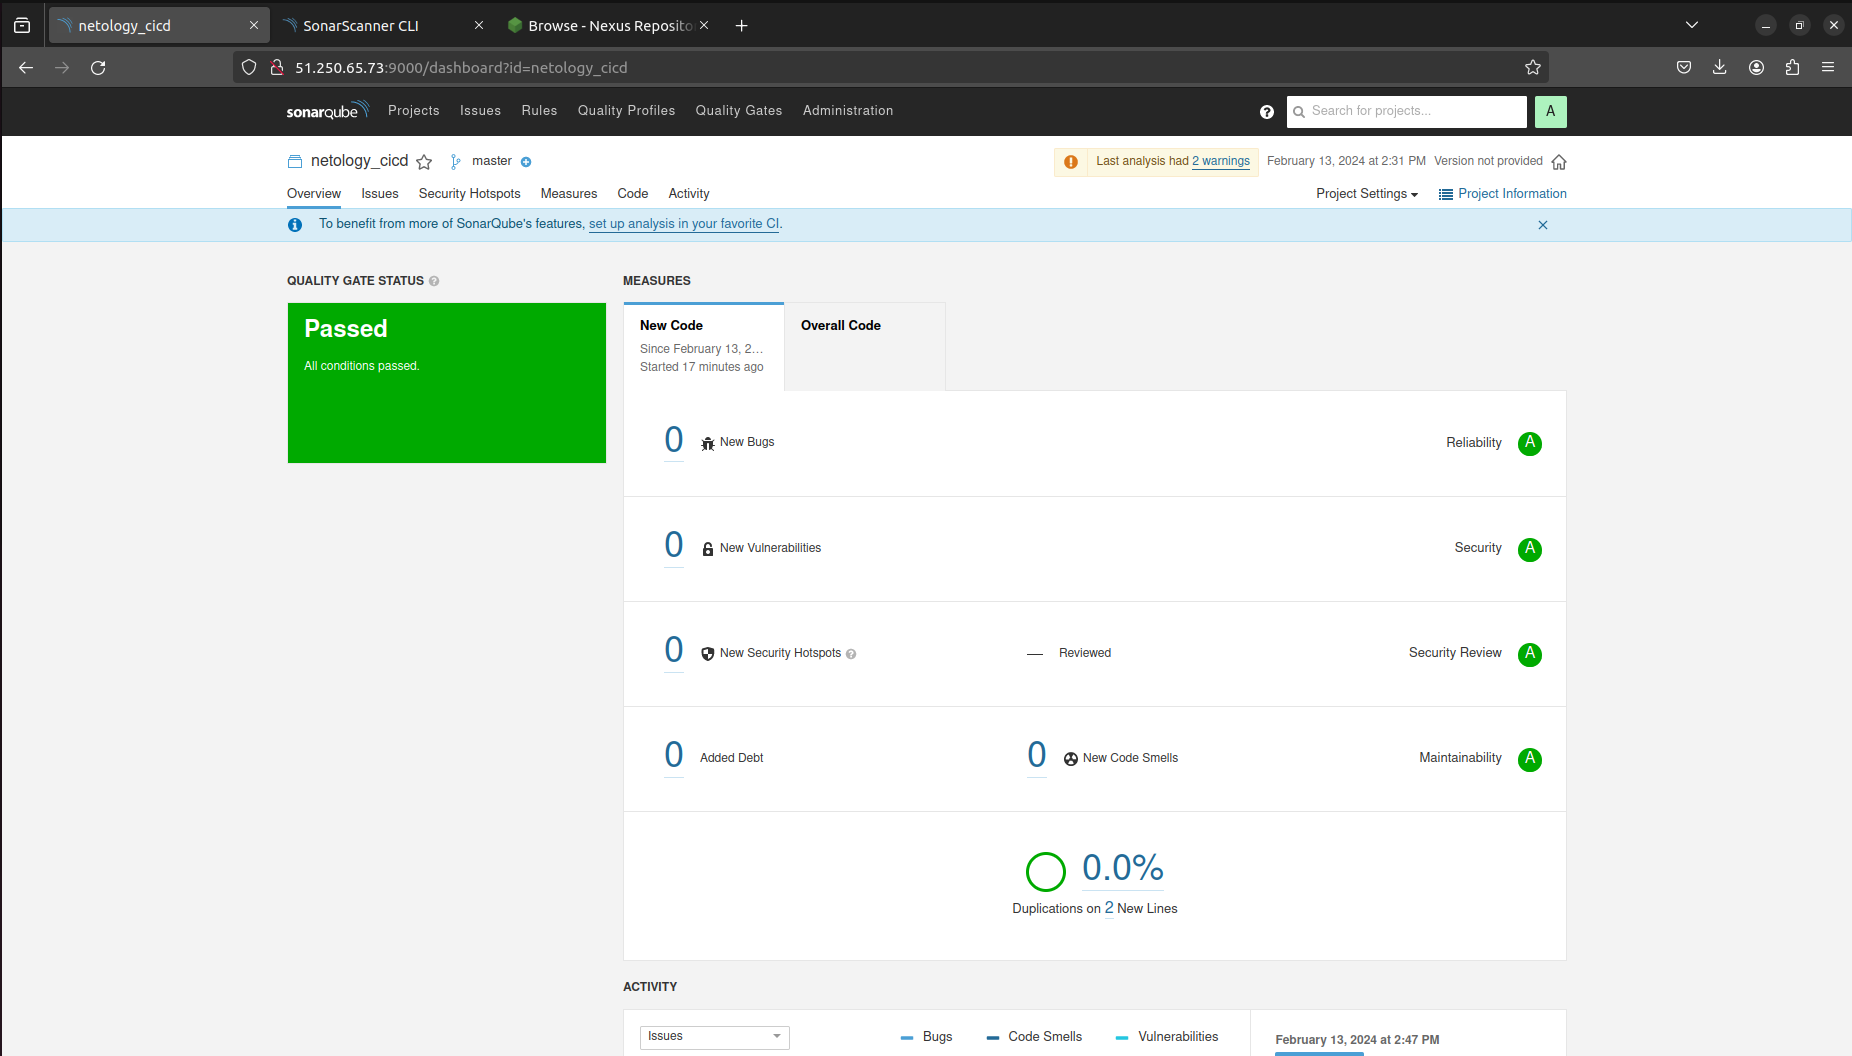 netology_cicd
SonarScanner CLI
Browse - Nexus Reposito
51.250.65.73:9000/dashboard?id=netology_cicd
sonarqube Projects Issues Rules Quality Profiles Quality Gates Administration
? Search for projects... A
netology_cicd master
Last analysis had 2 warnings February 13, 2024 at 2:31 PM Version not provided
Overview Issues Security Hotspots Measures Code Activity
Project Settings Project Information
To benefit from more of SonarQube's features, set up analysis in your favorite CI.
QUALITY GATE STATUS ?
Passed
All conditions passed.
MEASURES
New Code
Since February 13, 2...
Started 17 minutes ago
Overall Code
0 New Bugs Reliability A
0 New Vulnerabilities Security A
0 New Security Hotspots ? — Reviewed Security Review A
0 Added Debt 0 New Code Smells Maintainability A
0.0%
Duplications on 2 New Lines
ACTIVITY
Issues Bugs Code Smells Vulnerabilities
February 13, 2024 at 2:47 PM